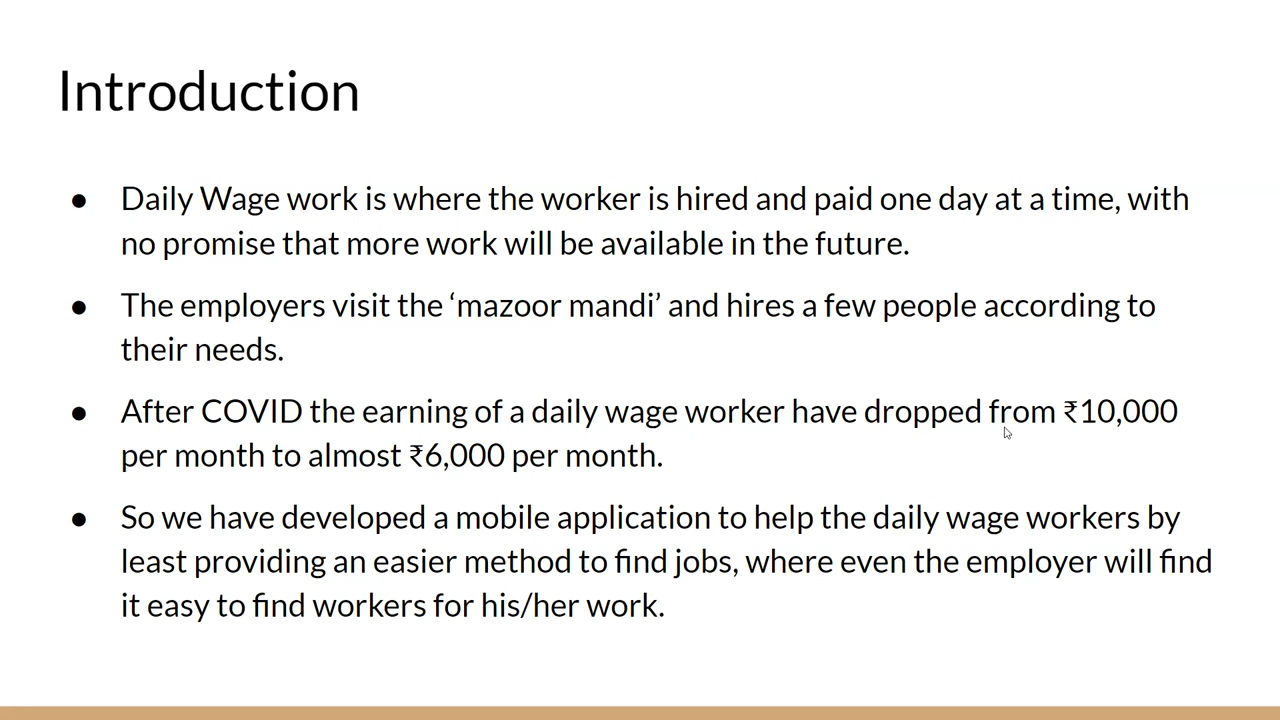 Introduction
● Daily Wage work is where the worker is hired and paid one day at a time, with
no promise that more work will be available in the future.
● The employers visit the ‘mazoor mandi’ and hires a few people according to
their needs.
● After COVID the earning of a daily wage worker have dropped from ₹10,000
per month to almost ₹6,000 per month.
● So we have developed a mobile application to help the daily wage workers by
least providing an easier method to find jobs, where even the employer will find
it easy to find workers for his/her work.